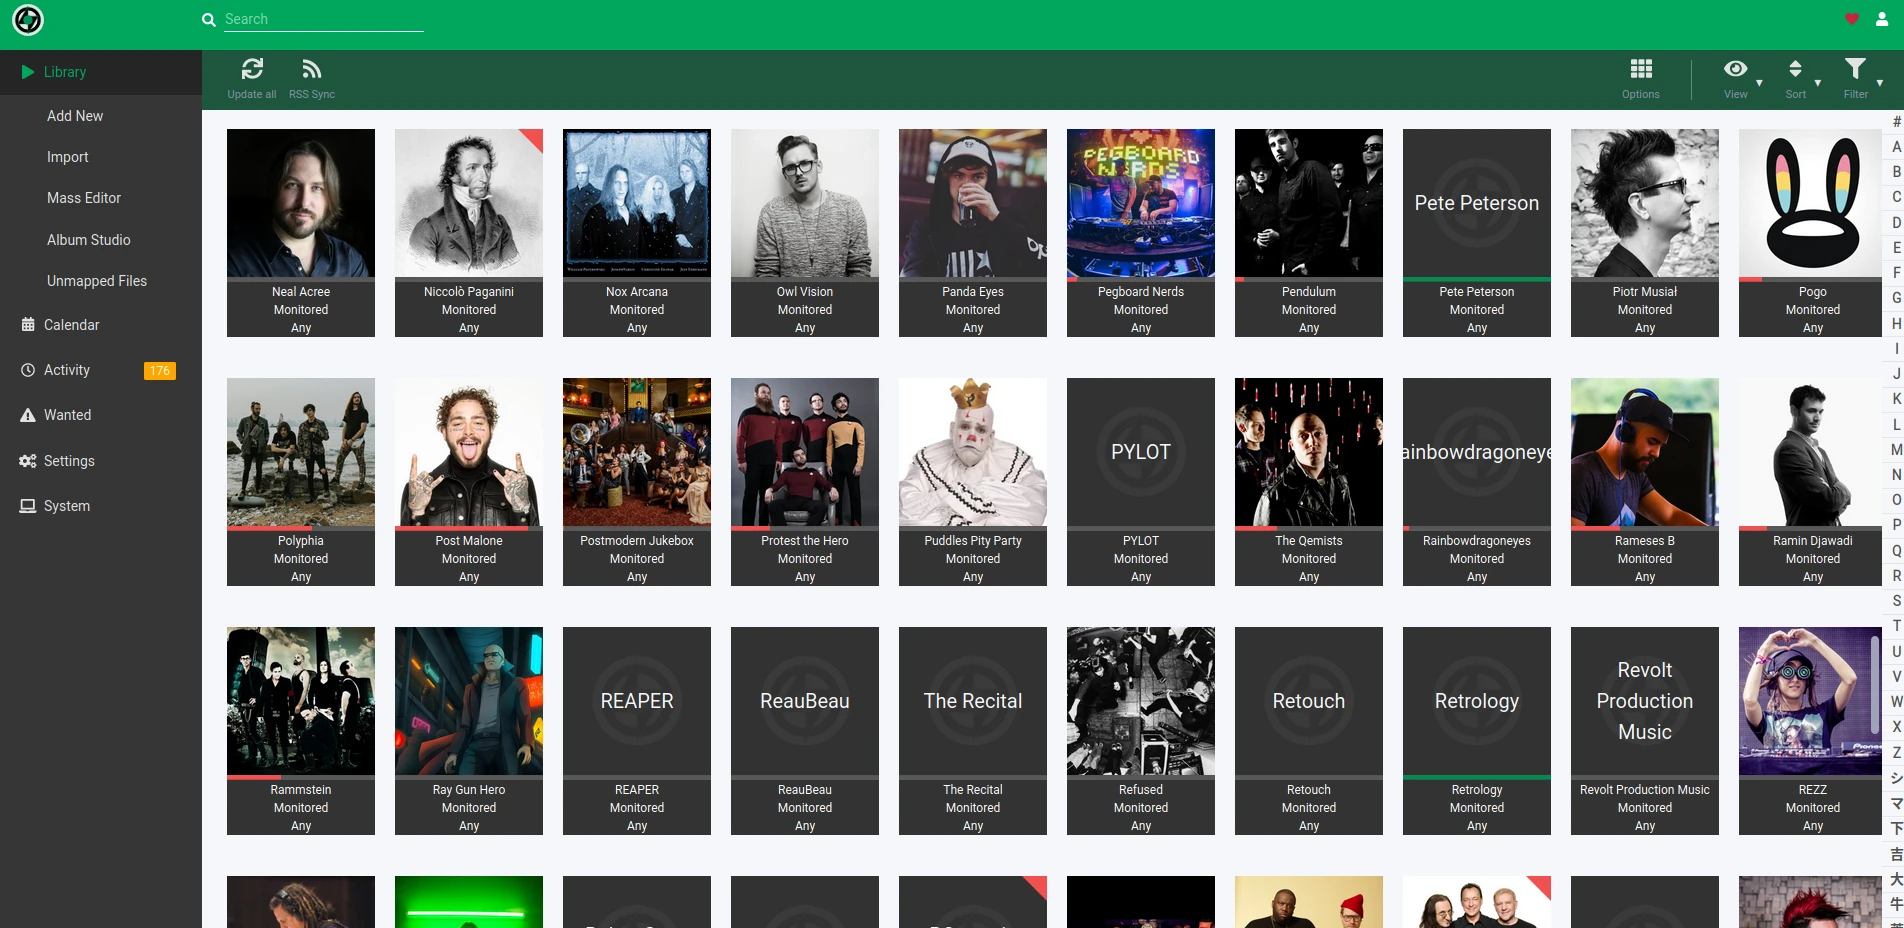 Search
Library
Add New
Import
Mass Editor
Album Studio
Unmapped Files
Calendar
Activity
176
Wanted
Settings
System
Update all
RSS Sync
Options
View
Sort
Filter
PEGBOARD
NERDS
Pete Peterson
Neal Acree
Monitored
Any
Niccolò Paganini
Monitored
Any
Nox Arcana
Monitored
Any
Owl Vision
Monitored
Any
Panda Eyes
Monitored
Any
Pegboard Nerds
Monitored
Any
Pendulum
Monitored
Any
Pete Peterson
Monitored
Any
Piotr Musiał
Monitored
Any
Pogo
Monitored
Any
PYLOT
ainbowdragoneye
Polyphia
Monitored
Any
Post Malone
Monitored
Any
Postmodern Jukebox
Monitored
Any
Protest the Hero
Monitored
Any
Puddles Pity Party
Monitored
Any
PYLOT
Monitored
Any
The Qemists
Monitored
Any
Rainbowdragoneyes
Monitored
Any
Rameses B
Monitored
Any
Ramin Djawadi
Monitored
Any
REAPER
ReauBeau
The Recital
Retouch
Retrology
Revolt
Production
Music
Rammstein
Monitored
Any
Ray Gun Hero
Monitored
Any
REAPER
Monitored
Any
ReauBeau
Monitored
Any
The Recital
Monitored
Any
Refused
Monitored
Any
Retouch
Monitored
Any
Retrology
Monitored
Any
Revolt Production Music
Monitored
Any
REZZ
Monitored
Any
#
A
B
C
D
E
F
G
H
I
J
K
L
M
N
O
P
Q
R
S
T
U
V
W
X
Z
シ
マ
下
吉
大
牛